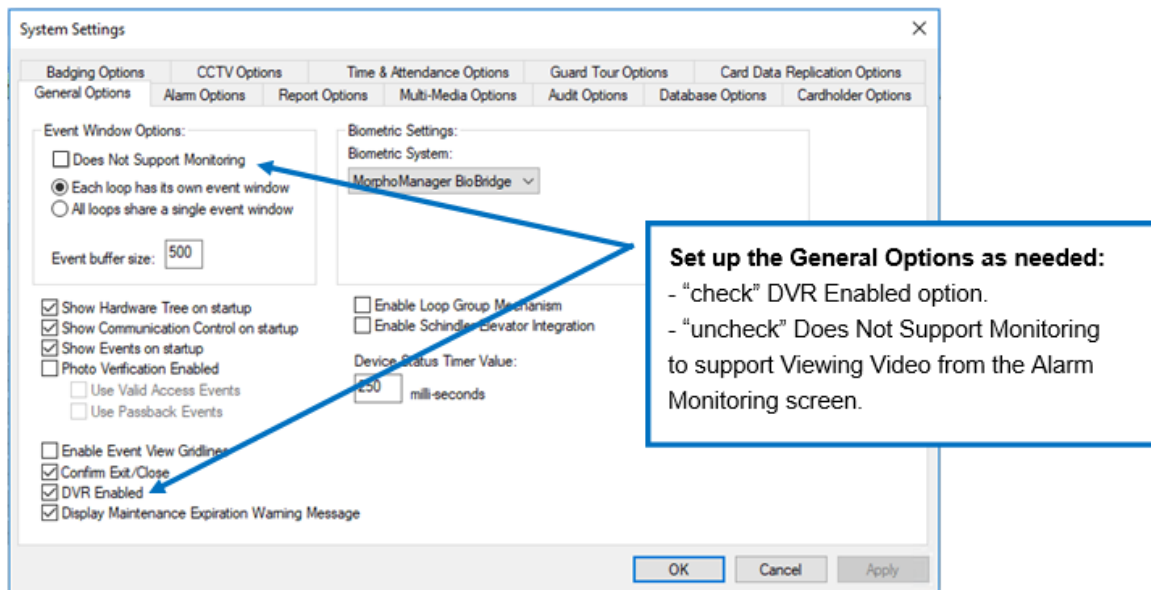 System Settings
Badging Options CCTV Options Time & Attendance Options Guard Tour Options Card Data Replication Options
General Options Alarm Options Report Options Multi-Media Options Audit Options Database Options Cardholder Options
Event Window Options:
Does Not Support Monitoring
Each loop has its own event window
All loops share a single event window
Event buffer size: 500
Biometric Settings:
Biometric System:
MorphoManager BioBridge
Show Hardware Tree on startup
Show Communication Control on startup
Show Events on startup
Photo Verification Enabled
Use Valid Access Events
Use Passback Events
Enable Loop Group Mechanism
Enable Schindler Elevator Integration
Device Status Timer Value:
250 milli-seconds
Enable Event View Gridlines
Confirm Exit/Close
DVR Enabled
Display Maintenance Expiration Warning Message
Set up the General Options as needed:
- “check” DVR Enabled option.
- “uncheck” Does Not Support Monitoring
to support Viewing Video from the Alarm
Monitoring screen.
OK Cancel Apply